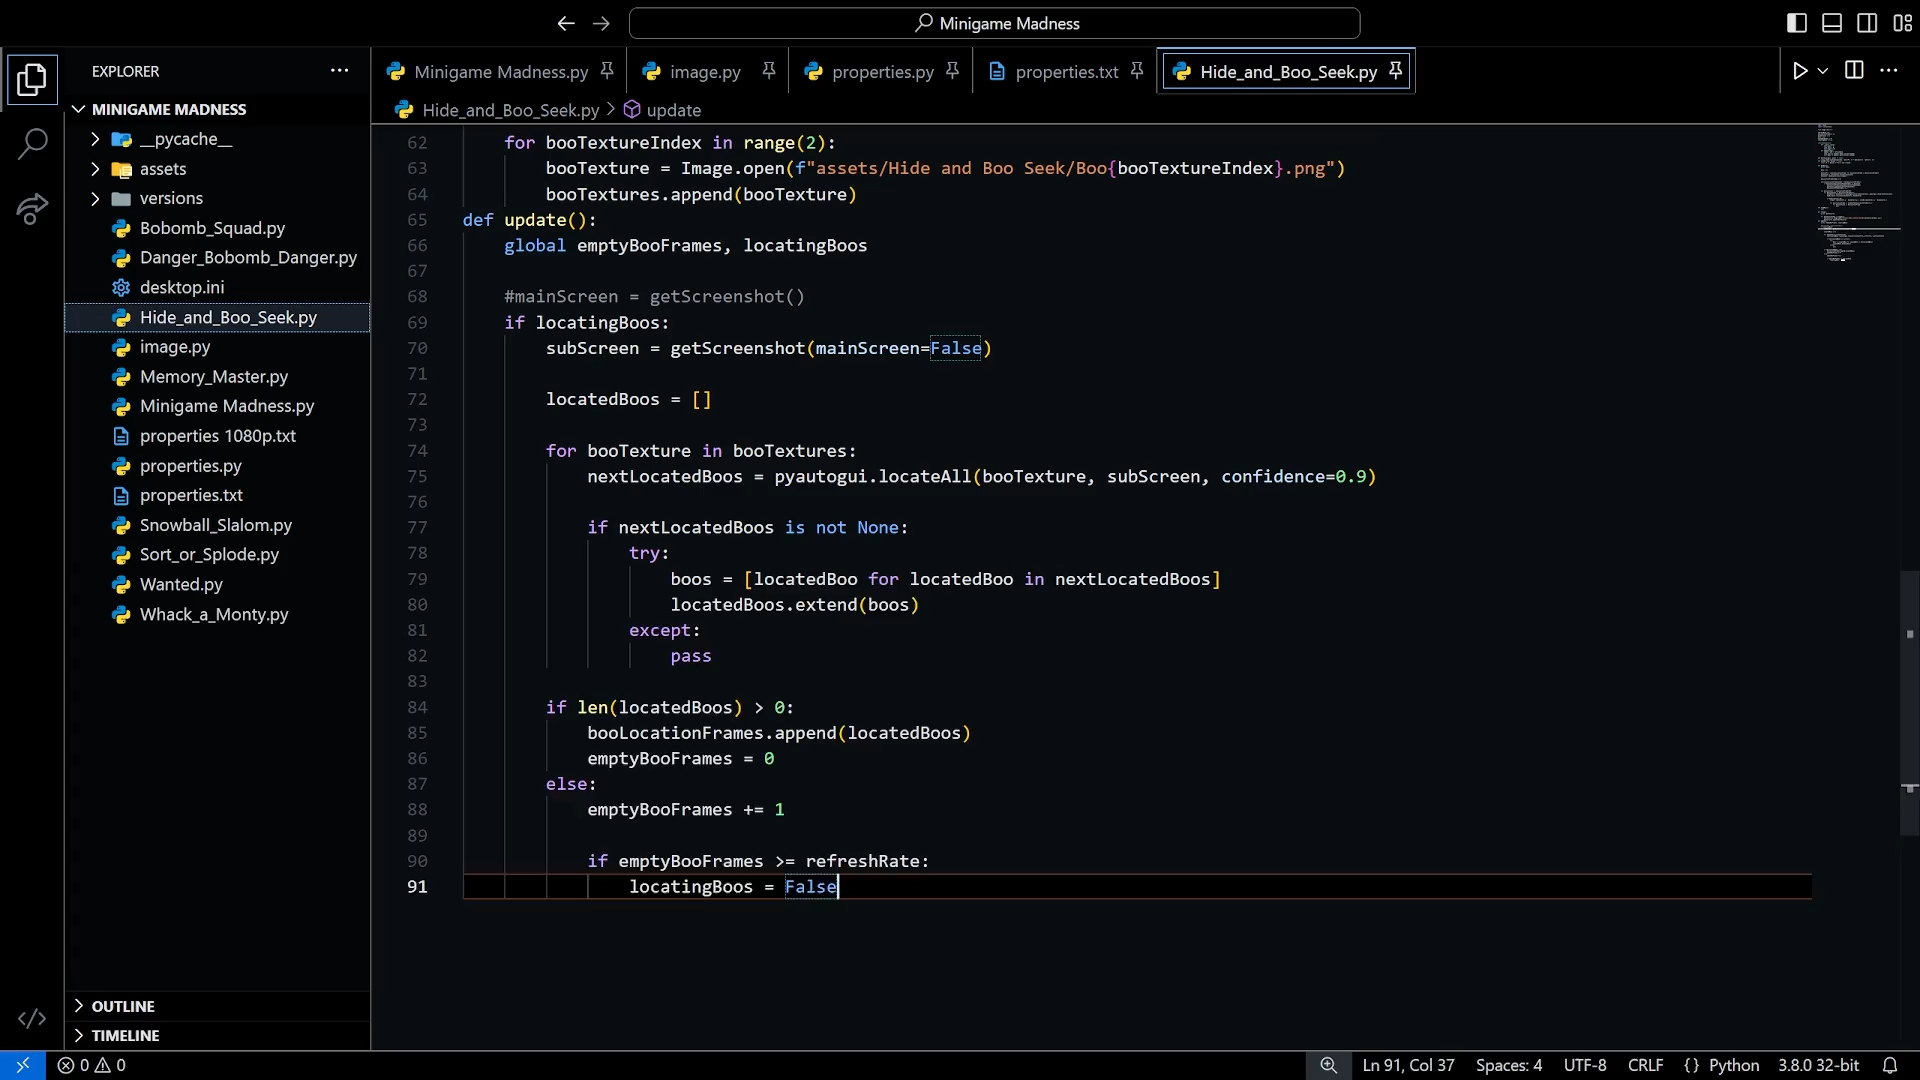 Minigame Madness
EXPLORER
MINIGAME MADNESS
__pycache__
assets
versions
Bobomb_Squad.py
Danger_Bobomb_Danger.py
desktop.ini
Hide_and_Boo_Seek.py
image.py
Memory_Master.py
Minigame Madness.py
properties 1080p.txt
properties.py
properties.txt
Snowball_Slalom.py
Sort_or_Splode.py
Wanted.py
Whack_a_Monty.py
OUTLINE
TIMELINE
Minigame Madness.py
image.py
properties.py
properties.txt
Hide_and_Boo_Seek.py
Hide_and_Boo_Seek.py > update
62 for booTextureIndex in range(2):
63 booTexture = Image.open(f"assets/Hide and Boo Seek/Boo{booTextureIndex}.png")
64 booTextures.append(booTexture)
65 def update():
66 global emptyBooFrames, locatingBoos
67
68 #mainScreen = getScreenshot()
69 if locatingBoos:
70 subScreen = getScreenshot(mainScreen=False)
71
72 locatedBoos = []
73
74 for booTexture in booTextures:
75 nextLocatedBoos = pyautogui.locateAll(booTexture, subScreen, confidence=0.9)
76
77 if nextLocatedBoos is not None:
78 try:
79 boos = [locatedBoo for locatedBoo in nextLocatedBoos]
80 locatedBoos.extend(boos)
81 except:
82 pass
83
84 if len(locatedBoos) > 0:
85 booLocationFrames.append(locatedBoos)
86 emptyBooFrames = 0
87 else:
88 emptyBooFrames += 1
89
90 if emptyBooFrames >= refreshRate:
91 locatingBoos = False
0 0
Ln 91, Col 37
Spaces: 4
UTF-8
CRLF
{} Python
3.8.0 32-bit